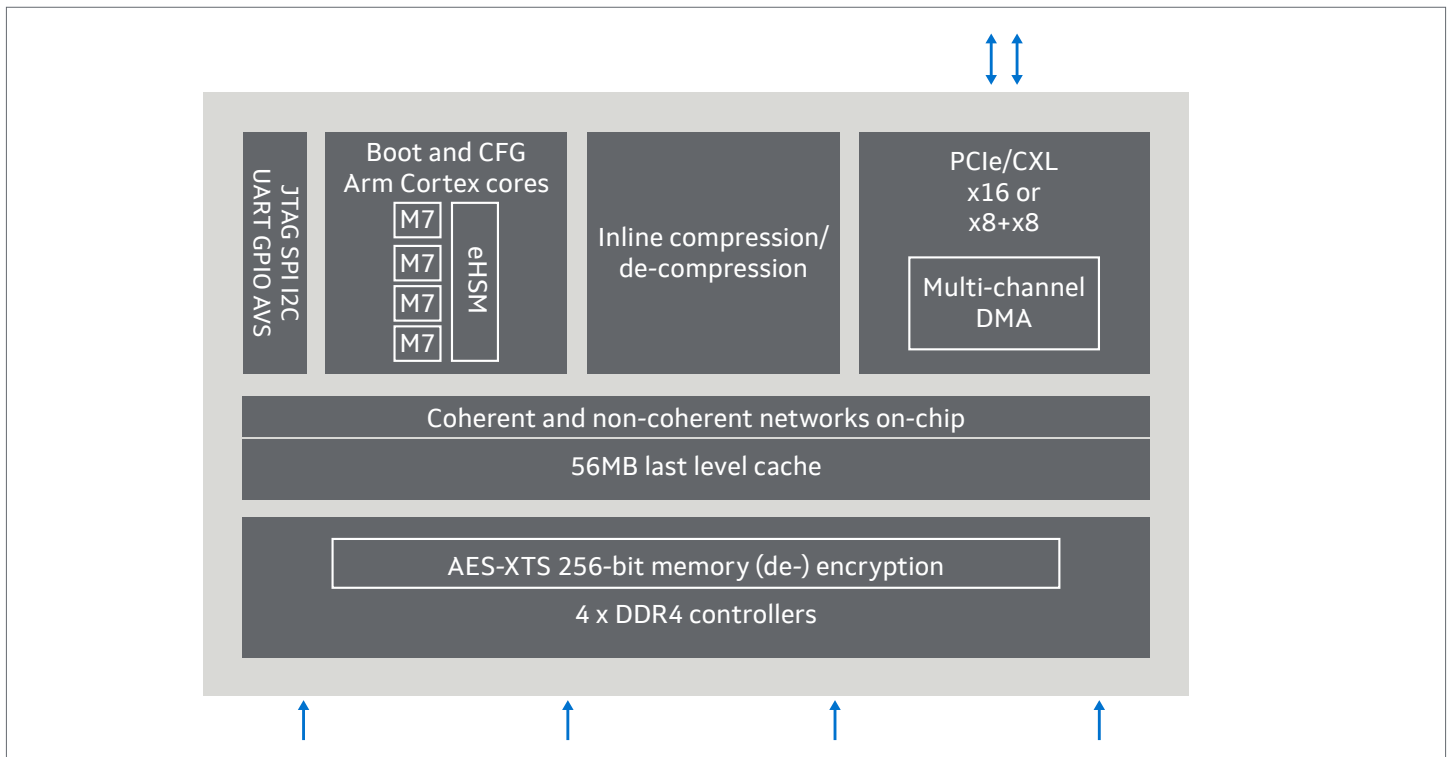 JTAG SPI I2C
UART GPIO AVS
Boot and CFG
Arm Cortex cores
M7
M7
M7
M7
eHSM
Inline compression/
de-compression
PCIe/CXL
x16 or
x8+x8
Multi-channel
DMA
Coherent and non-coherent networks on-chip
56MB last level cache
AES-XTS 256-bit memory (de-) encryption
4 x DDR4 controllers